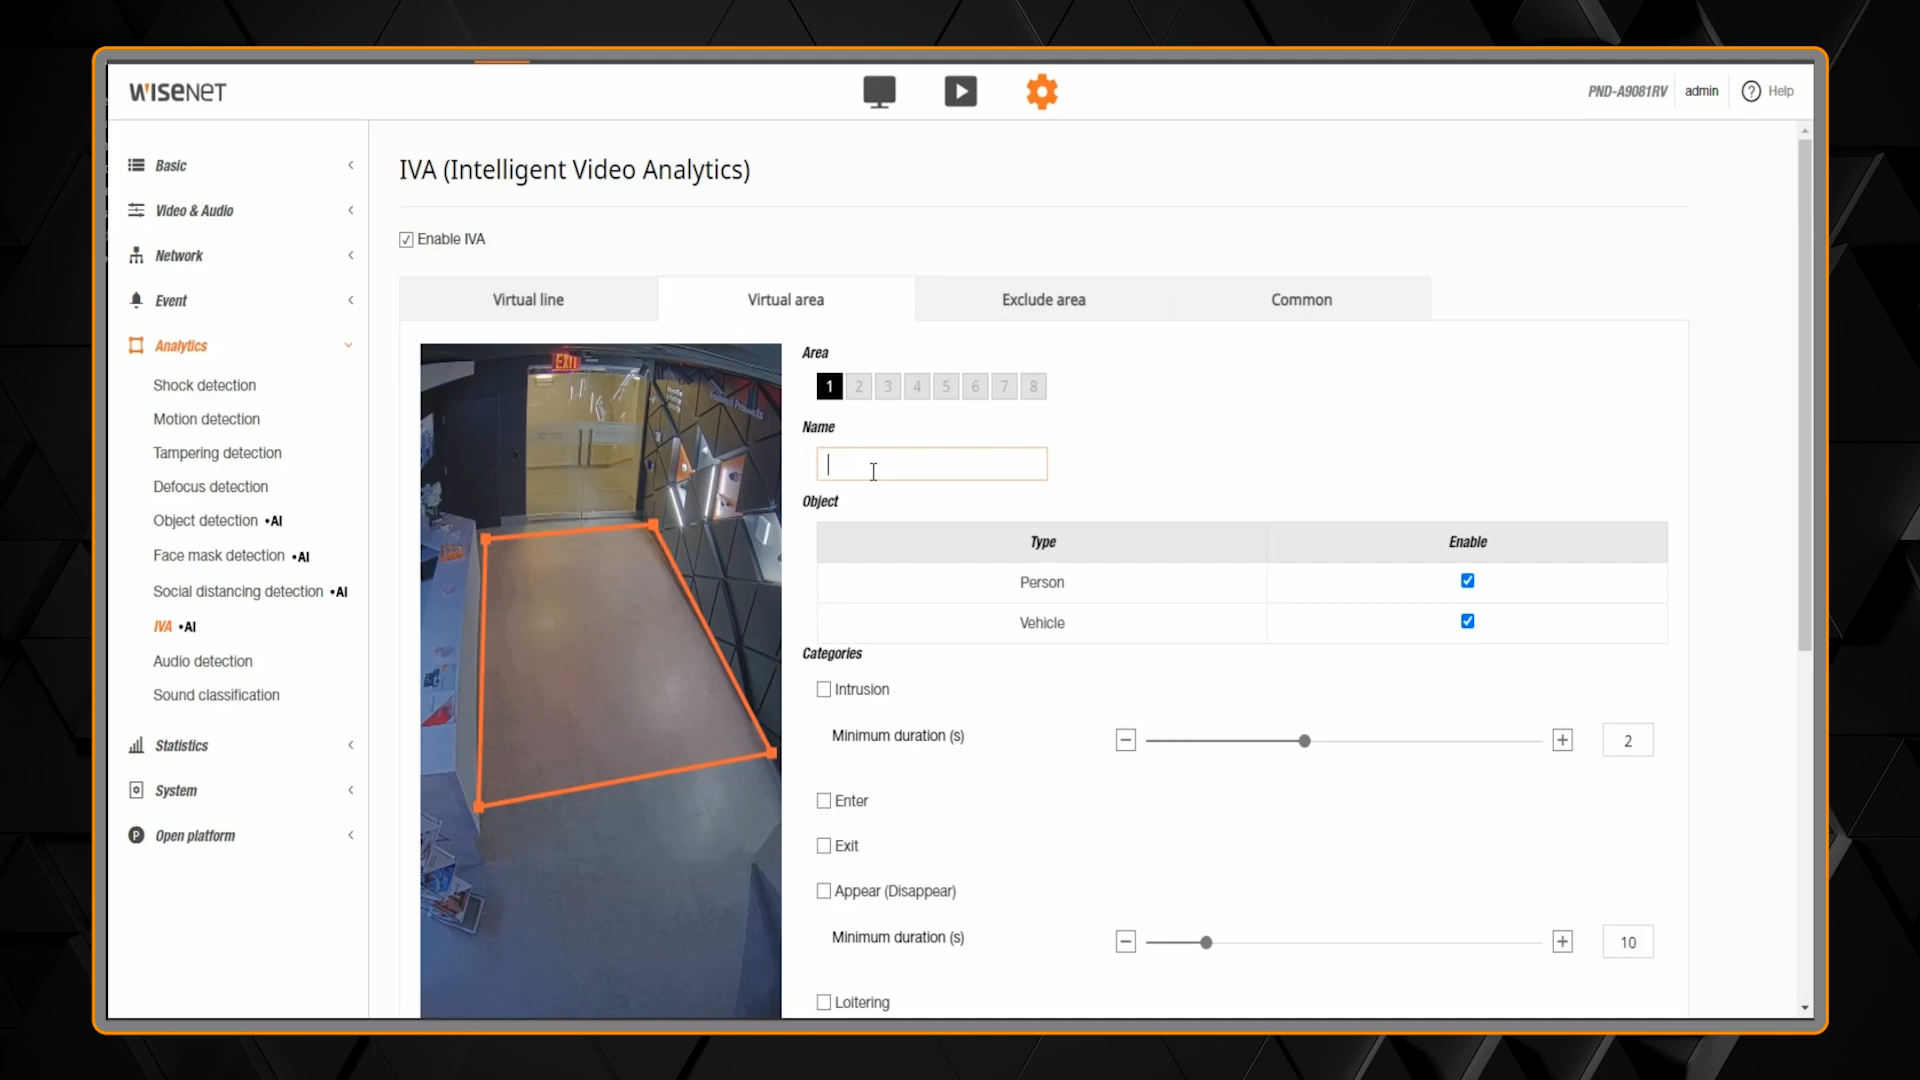 WISENET
PND-A9081RV
admin
Help
Basic
Video & Audio
Network
Event
Analytics
Shock detection
Motion detection
Tampering detection
Defocus detection
Object detection •AI
Face mask detection •AI
Social distancing detection •AI
IVA •AI
Audio detection
Sound classification
Statistics
System
Open platform
IVA (Intelligent Video Analytics)
Enable IVA
Virtual line
Virtual area
Exclude area
Common
EXIT
Area
1 2 3 4 5 6 7 8
Name
Object
Type Enable
Person
Vehicle
Categories
Intrusion
Minimum duration (s) 2
Enter
Exit
Appear (Disappear)
Minimum duration (s) 10
Loitering